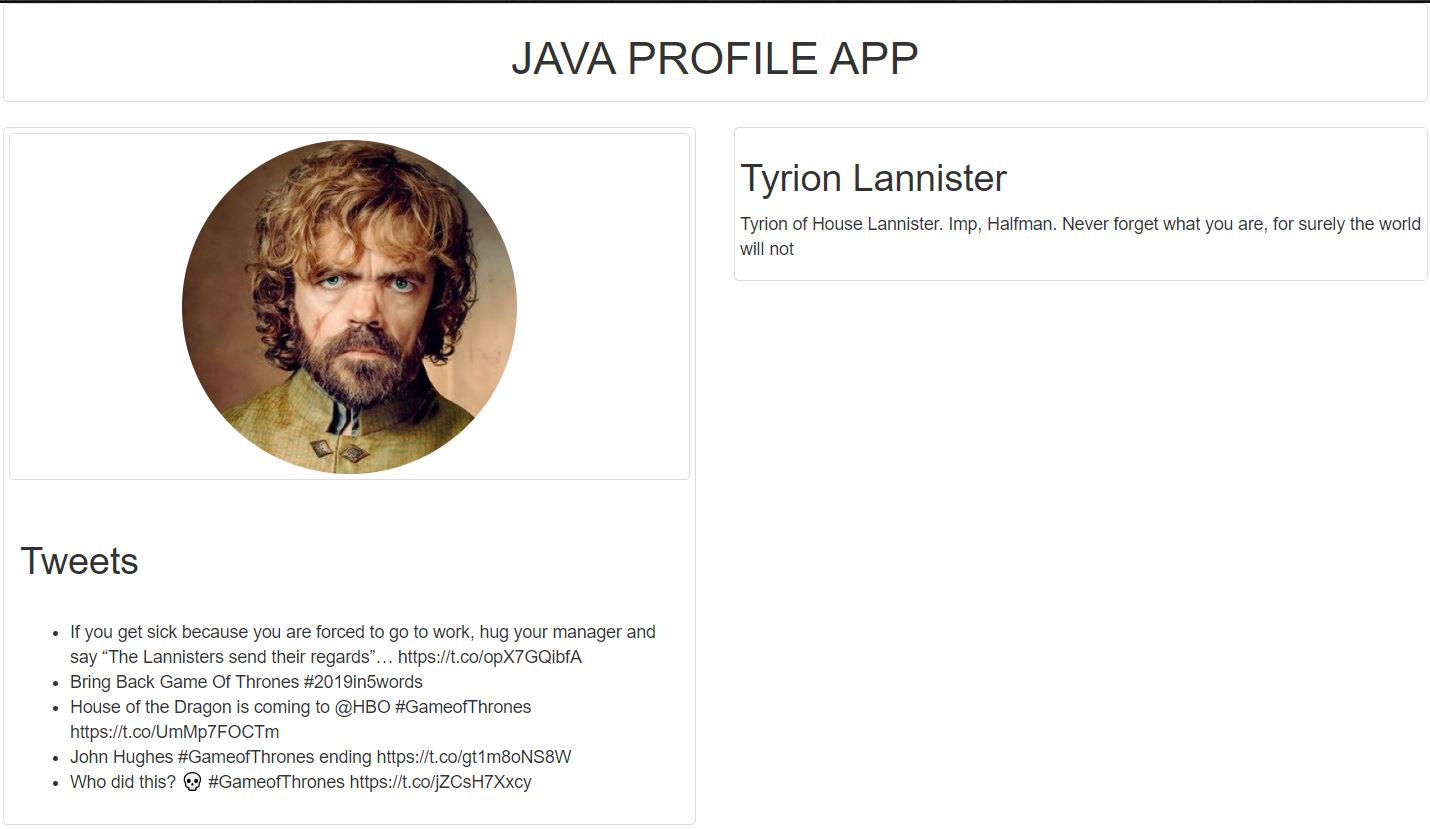 JAVA PROFILE APP
Tyrion Lannister
Tyrion of House Lannister. Imp, Halfman. Never forget what you are, for surely the world
will not
Tweets
If you get sick because you are forced to go to work, hug your manager and
say “The Lannisters send their regards”… https://t.co/opX7GQibfA
Bring Back Game Of Thrones #2019in5words
House of the Dragon is coming to @HBO #GameofThrones
https://t.co/UmMp7FOCTm
John Hughes #GameofThrones ending https://t.co/gt1m8oNS8W
Who did this? 💀 #GameofThrones https://t.co/jZCsH7Xxcy